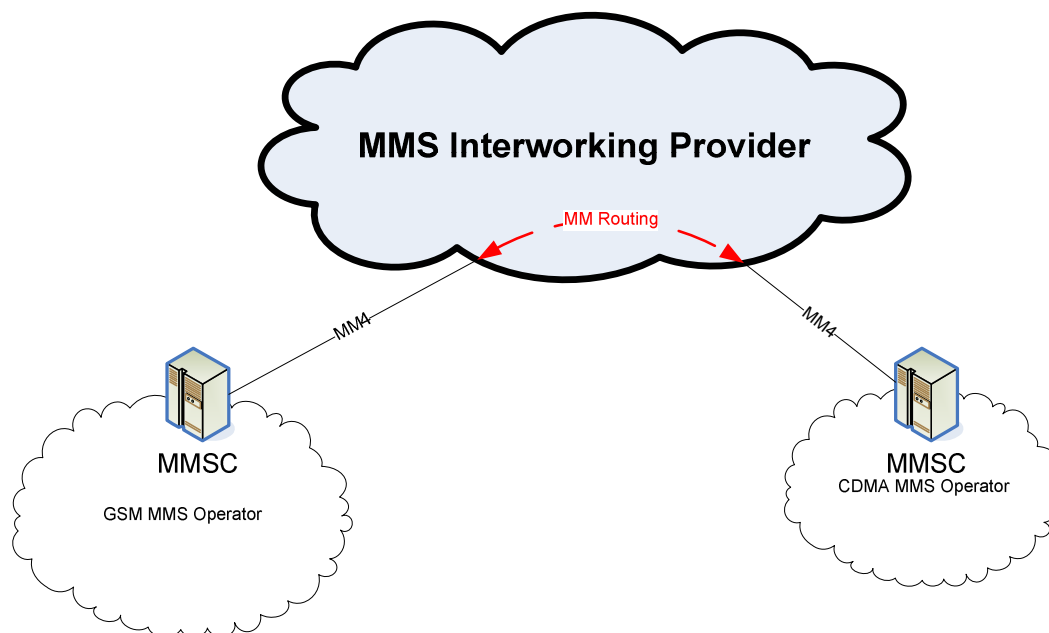 MMS Interworking Provider
MM Routing
MM4
MM4
MMSC
GSM MMS Operator
MMSC
CDMA MMS Operator